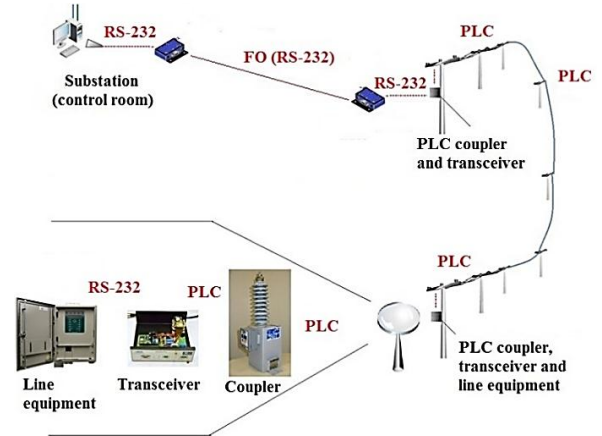 RS-232
FO (RS-232)
RS-232
PLC
PLC
Substation
(control room)
PLC coupler
and transceiver
PLC
RS-232
PLC
PLC
Line
equipment
Transceiver
Coupler
PLC coupler,
transceiver and
line equipment